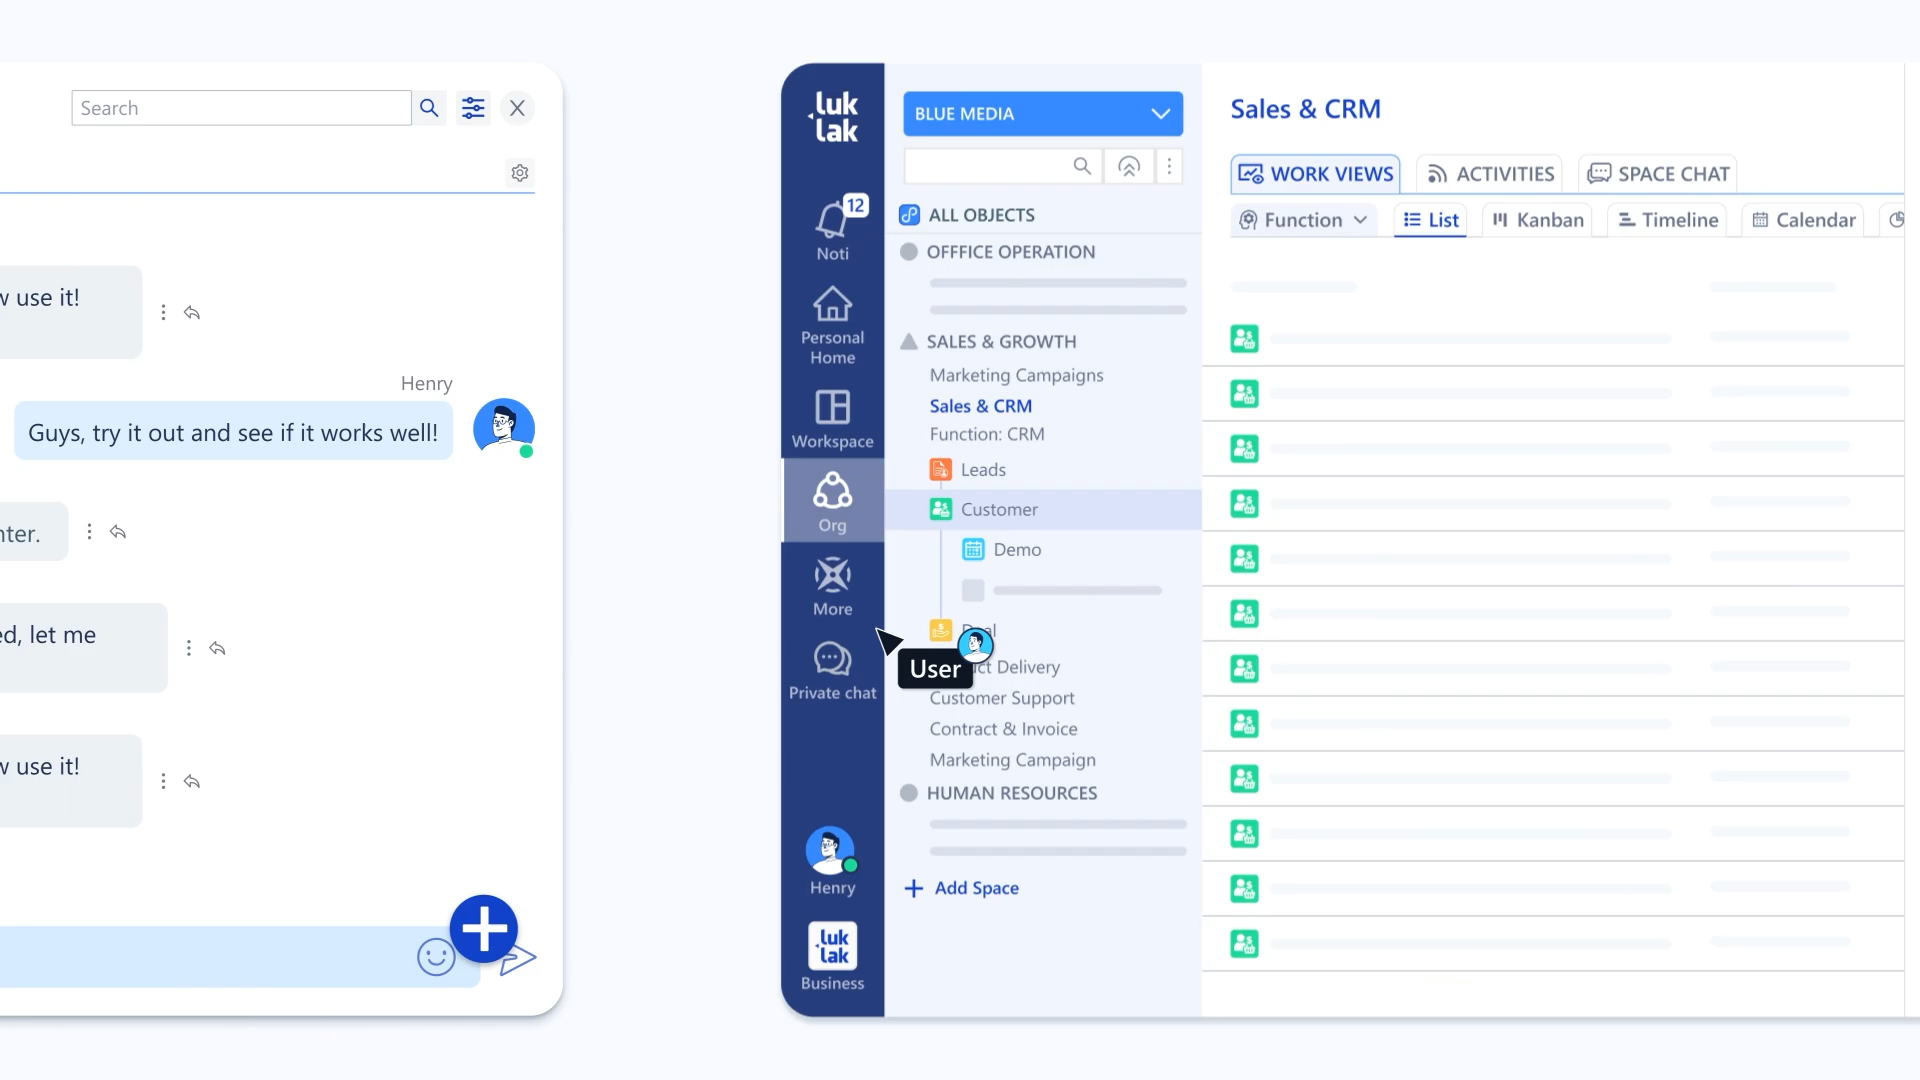 Search
w use it!
Henry
Guys, try it out and see if it works well!
nter.
ed, let me
w use it!
luk
lak
12
Noti
Personal
Home
Workspace
Org
More
Private chat
Henry
luk
lak
Business
BLUE MEDIA
ALL OBJECTS
OFFFICE OPERATION
SALES & GROWTH
Marketing Campaigns
Sales & CRM
Function: CRM
Leads
Customer
Demo
User
ct Delivery
Customer Support
Contract & Invoice
Marketing Campaign
HUMAN RESOURCES
Add Space
Sales & CRM
WORK VIEWS
ACTIVITIES
SPACE CHAT
Function
List
Kanban
Timeline
Calendar